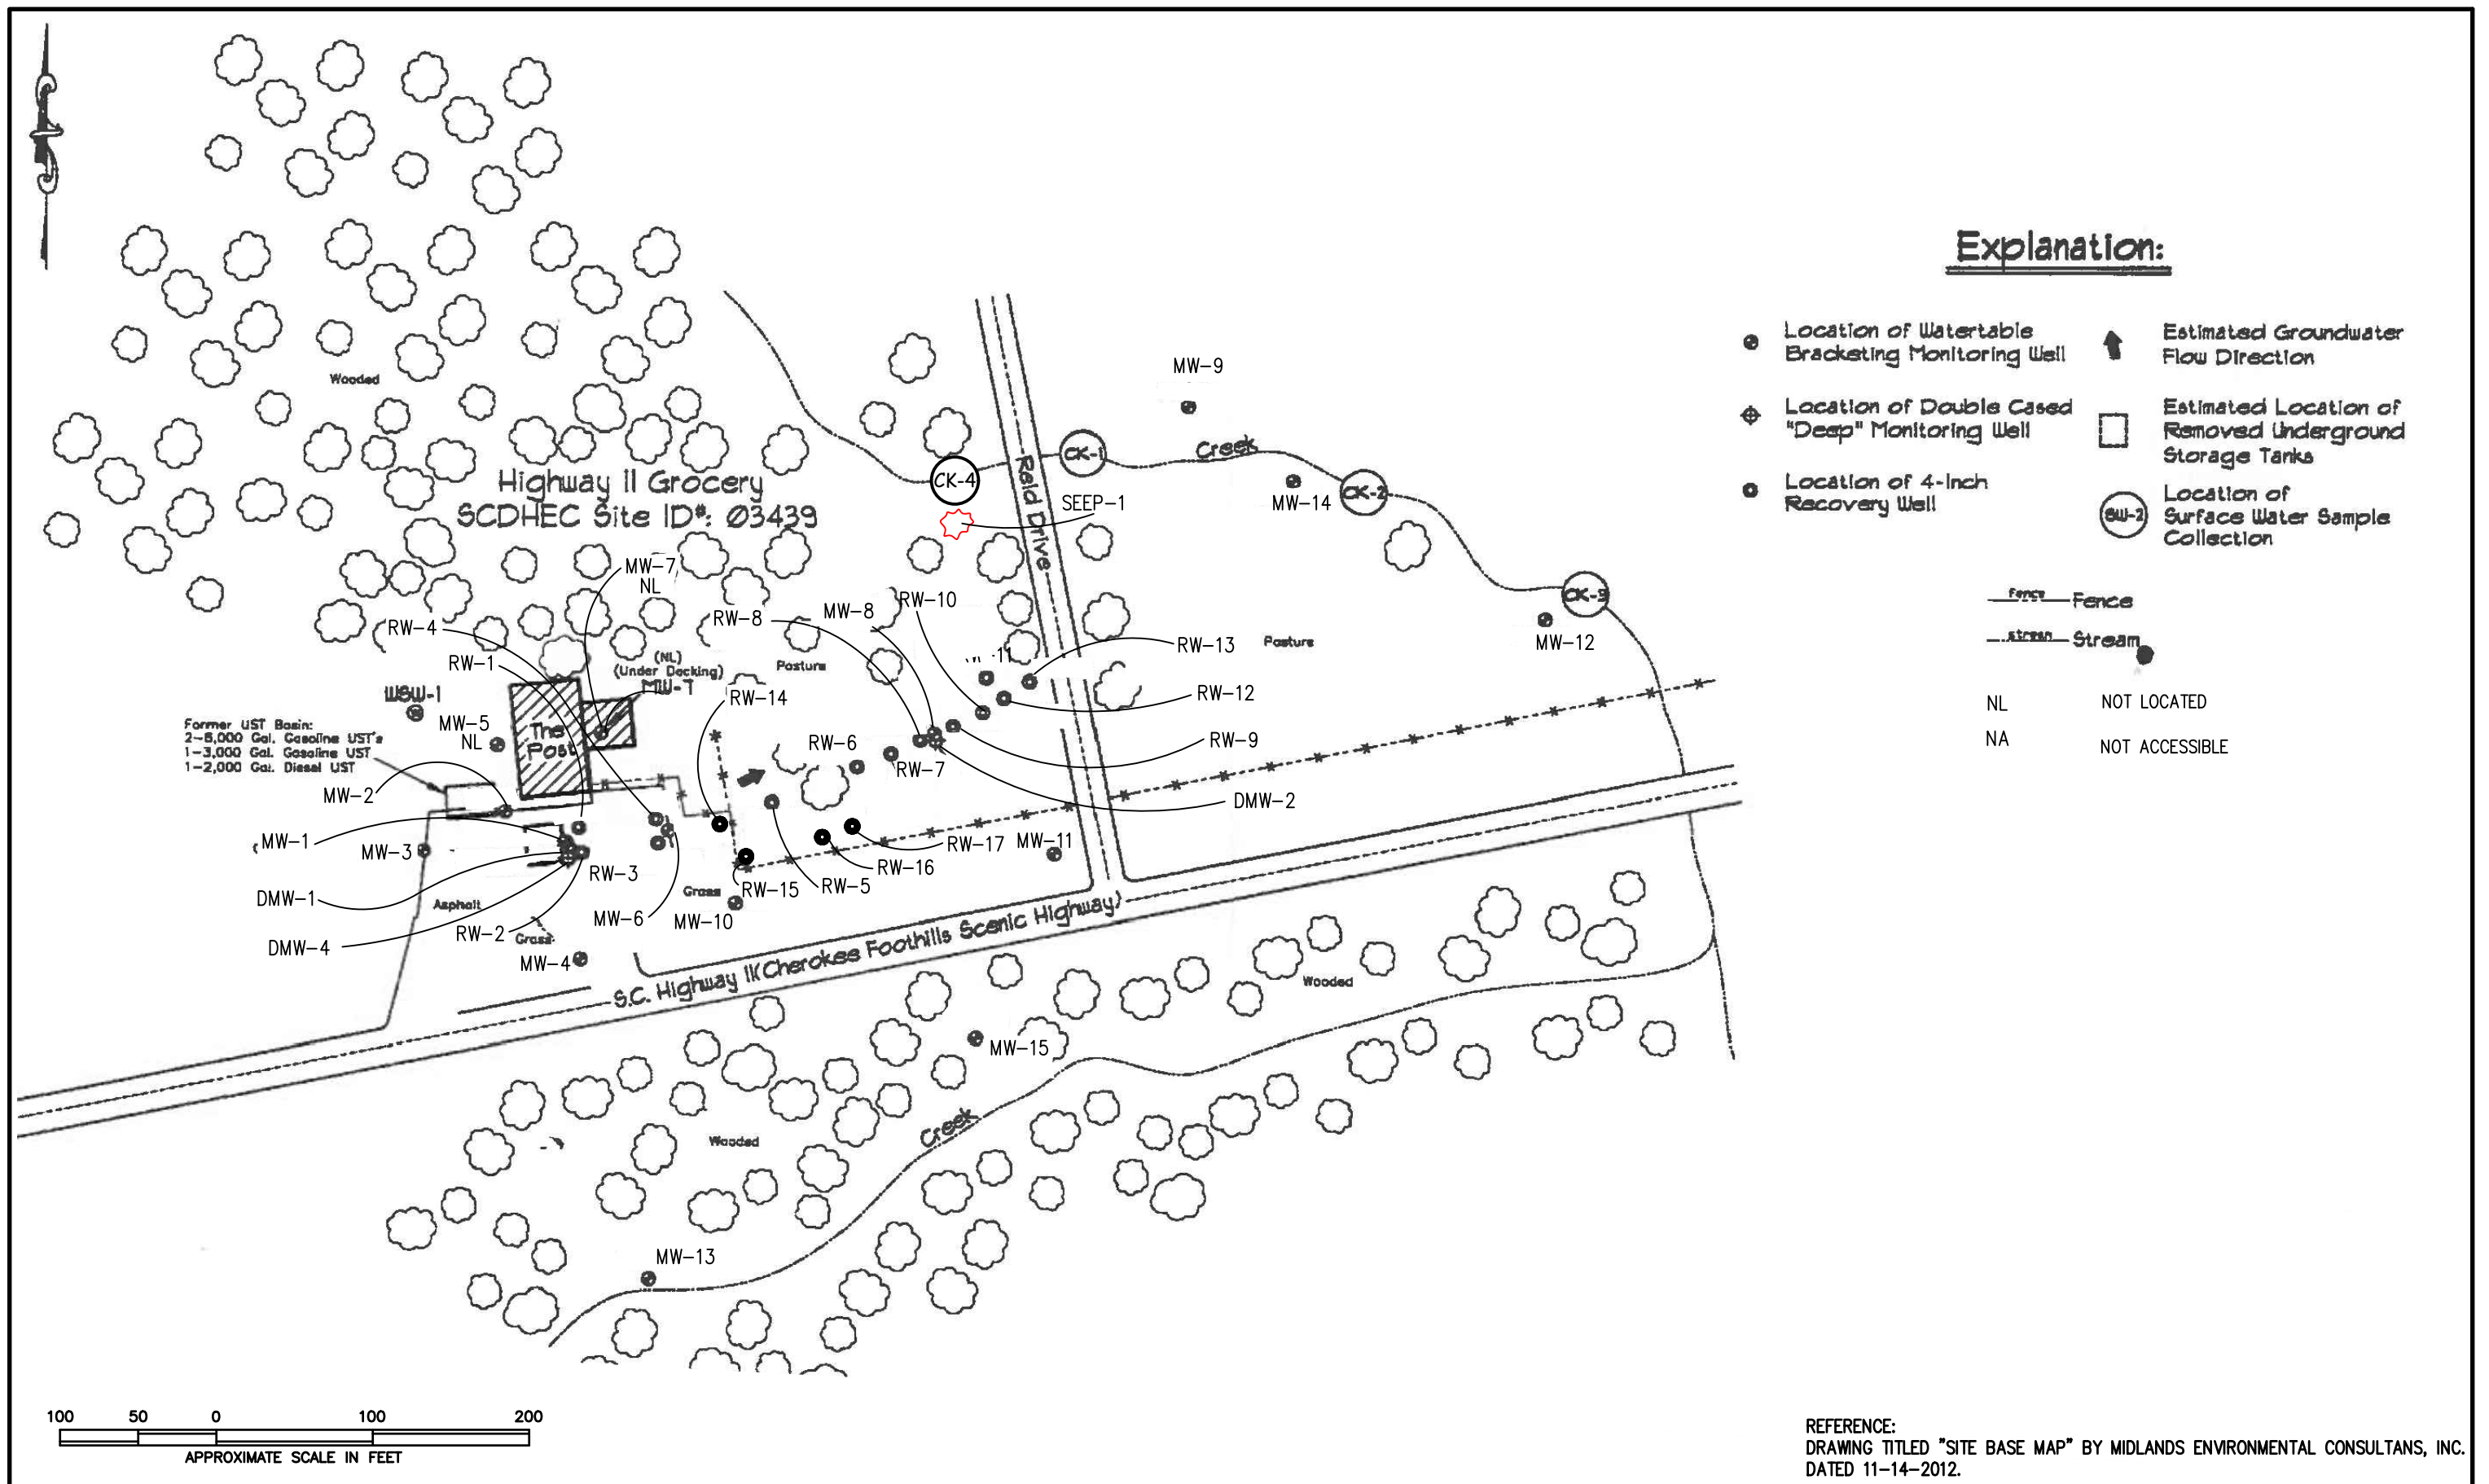 Explanation:
Location of Watertable
Bracketing Monitoring Well
Location of Double Cased
"Deep" Monitoring Well
Location of 4-Inch
Recovery Well
Estimated Groundwater
Flow Direction
Estimated Location of
Removed Underground
Storage Tanks
SW-2
Location of
Surface Water Sample
Collection
Fence
Fence
stream
Stream
NL
NOT LOCATED
NA
NOT ACCESSIBLE
Wooded
MW-9
Creek
CK-1
CK-4
Reid Drive
SEEP-1
MW-14
CK-2
Highway 11 Grocery
SCDHEC Site ID#: 03439
MW-7
NL
CK-3
MW-12
RW-4
RW-8
MW-8
RW-10
RW-13
Pasture
RW-1
(NL)
(Under Decking)
MW-7
Pasture
RW-14
RW-12
WSW-1
MW-5
NL
The
Post
RW-6
RW-9
Former UST Basin:
2-6,000 Gal. Gasoline UST's
1-3,000 Gal. Gasoline UST
1-2,000 Gal. Diesel UST
RW-7
MW-2
DMW-2
MW-1
MW-3
RW-17
MW-11
RW-3
RW-16
DMW-1
Asphalt
Grass
RW-15
RW-5
MW-6
MW-10
RW-2
Grass
DMW-4
MW-4
S.C. Highway 11(Cherokee Foothills Scenic Highway)
Wooded
MW-15
Wooded
Creek
MW-13
100 50 0 100 200
APPROXIMATE SCALE IN FEET
REFERENCE:
DRAWING TITLED "SITE BASE MAP" BY MIDLANDS ENVIRONMENTAL CONSULTANS, INC.
DATED 11-14-2012.